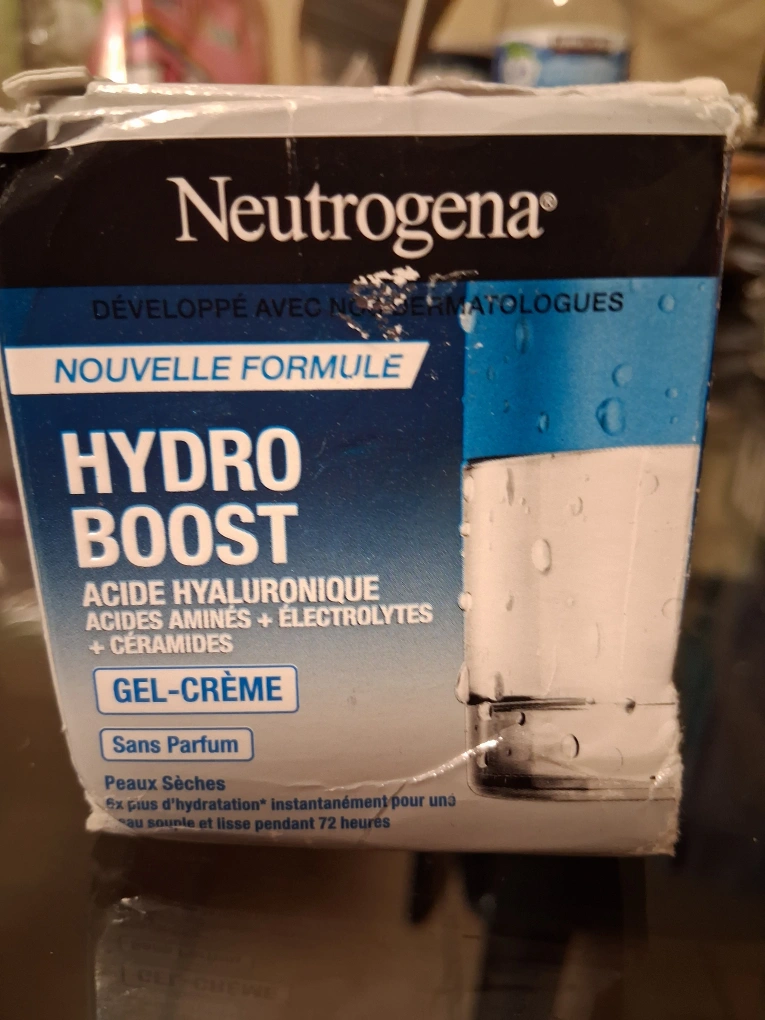 Neutrogena®
DÉVELOPPÉ AVEC NOS DERMATOLOGUES
NOUVELLE FORMULE
HYDRO
BOOST
ACIDE HYALURONIQUE
ACIDES AMINÉS + ÉLECTROLYTES
+ CÉRAMIDES
GEL-CRÈME
Sans Parfum
Peaux Sèches
6x plus d'hydratation* instantanément pour une
peau souple et lisse pendant 72 heures